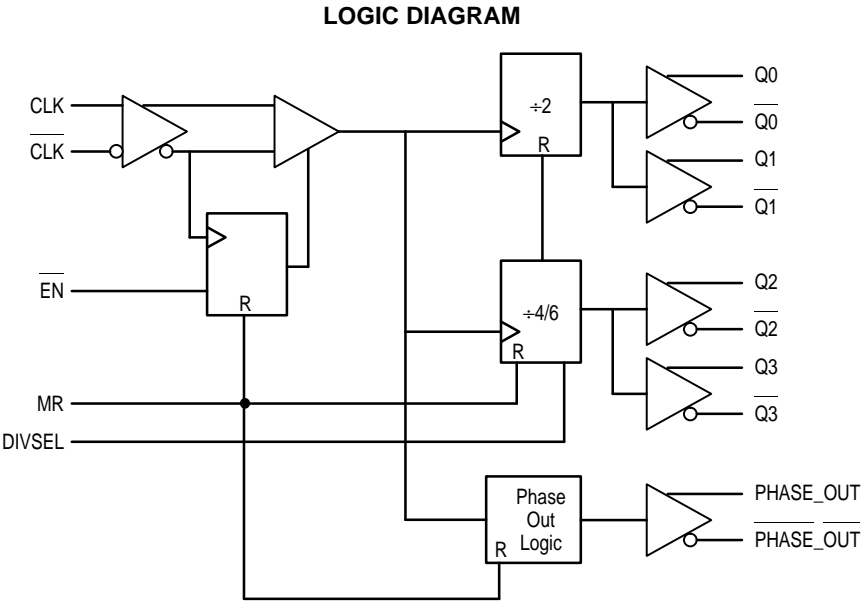 LOGIC DIAGRAM
CLK
CLK
EN
R
MR
DIVSEL
÷2
R
÷4/6
R
Phase
Out
Logic
R
Q0
Q0
Q1
Q1
Q2
Q2
Q3
Q3
PHASE_OUT
PHASE_OUT